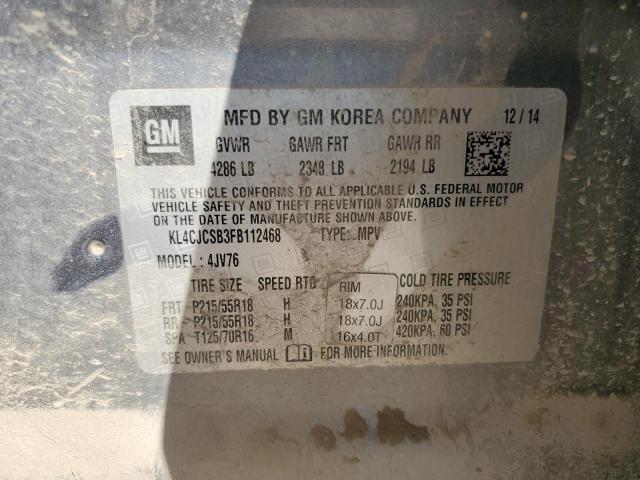 GM MFD BY GM KOREA COMPANY 12/14
GVWR GAWR FRT GAWR RR
4286 LB 2349 LB 2194 LB
THIS VEHICLE CONFORMS TO ALL APPLICABLE U.S. FEDERAL MOTOR
VEHICLE SAFETY AND THEFT PREVENTION STANDARDS IN EFFECT
ON THE DATE OF MANUFACTURE SHOWN ABOVE.
KL4CJCSB3FB112468 TYPE: MPV
MODEL: 4JV76
TIRE SIZE SPEED RTG RIM COLD TIRE PRESSURE
FRT P215/55R18 H 18x7.0J 240KPA, 35 PSI
RR P215/55R18 H 18x7.0J 240KPA, 35 PSI
SPA T125/70R16 M 16x4.0T 420KPA, 60 PSI
SEE OWNER'S MANUAL FOR MORE INFORMATION